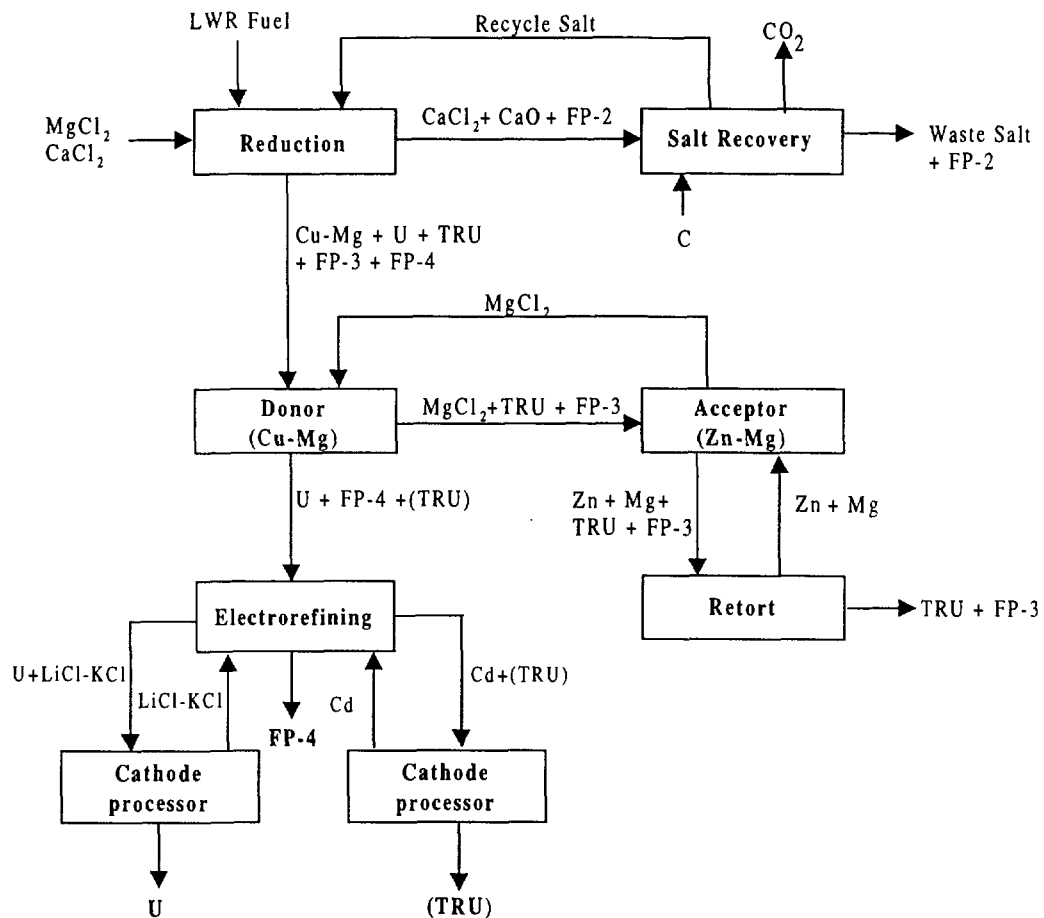 LWR Fuel
Recycle Salt
CO2
MgCl2
CaCl2
Reduction
CaCl2+ CaO + FP-2
Salt Recovery
Waste Salt
+ FP-2
C
Cu-Mg + U + TRU
+ FP-3 + FP-4
MgCl2
Donor
(Cu-Mg)
MgCl2+TRU + FP-3
Acceptor
(Zn-Mg)
U + FP-4 +(TRU)
Zn + Mg+
TRU + FP-3
Zn + Mg
Electrorefining
Retort
TRU + FP-3
U+LiCl-KCl
LiCl-KCl
FP-4
Cd
Cd+(TRU)
Cathode
processor
Cathode
processor
U
(TRU)